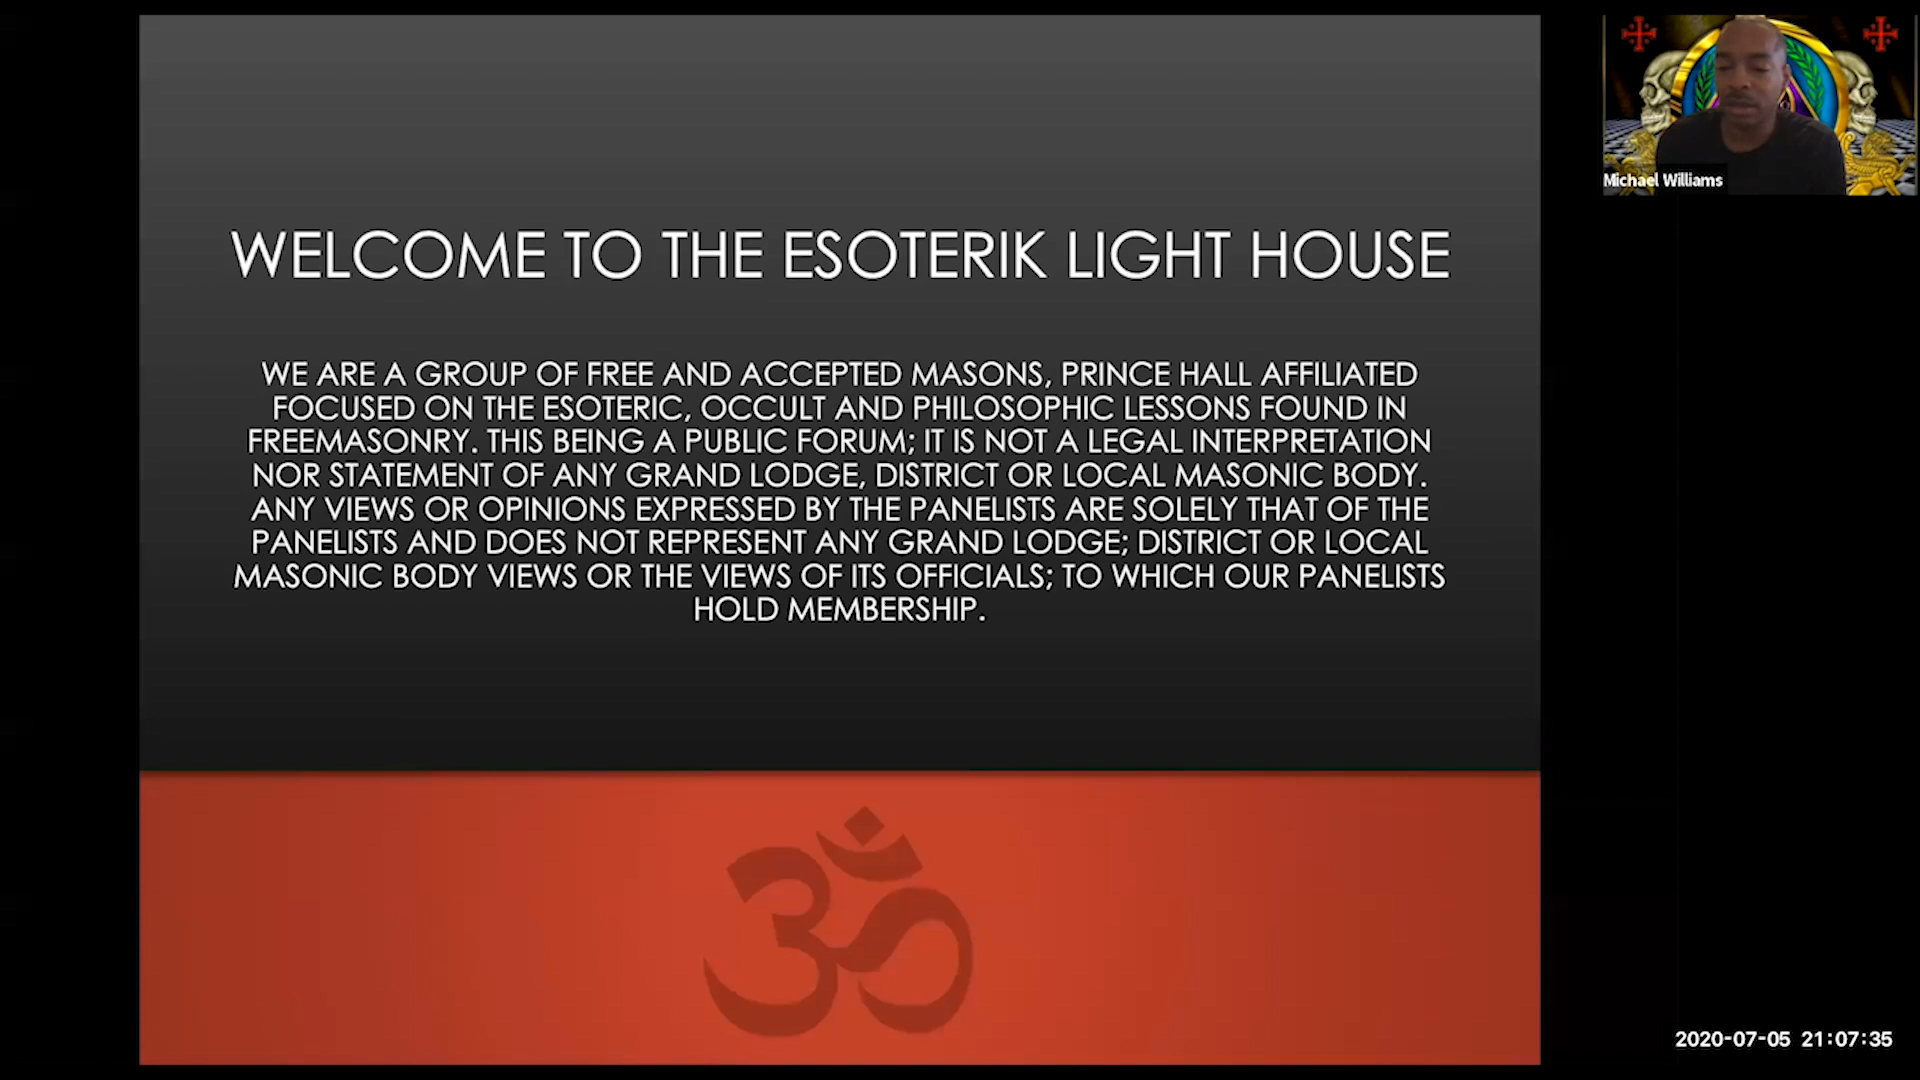 WELCOME TO THE ESOTERIK LIGHT HOUSE
WE ARE A GROUP OF FREE AND ACCEPTED MASONS, PRINCE HALL AFFILIATED
FOCUSED ON THE ESOTERIC, OCCULT AND PHILOSOPHIC LESSONS FOUND IN
FREEMASONRY. THIS BEING A PUBLIC FORUM; IT IS NOT A LEGAL INTERPRETATION
NOR STATEMENT OF ANY GRAND LODGE, DISTRICT OR LOCAL MASONIC BODY.
ANY VIEWS OR OPINIONS EXPRESSED BY THE PANELISTS ARE SOLELY THAT OF THE
PANELISTS AND DOES NOT REPRESENT ANY GRAND LODGE; DISTRICT OR LOCAL
MASONIC BODY VIEWS OR THE VIEWS OF ITS OFFICIALS; TO WHICH OUR PANELISTS
HOLD MEMBERSHIP.
ॐ
Michael Williams
2020-07-05 21:07:35